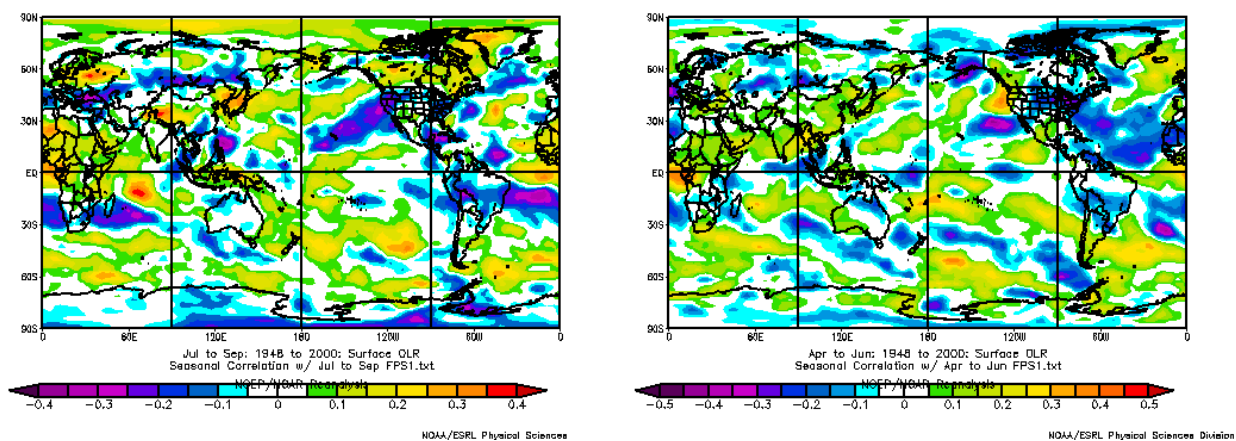 90N
60N
30N
EQ
30S
60S
90S
0 60E 120E 180 120W 60W 0
Jul to Sep: 1948 to 2000: Surface OLR
Seasonal Correlation w/ Jul to Sep FPS1.txt
NCEP/NCAR Reanalysis
-0.4 -0.3 -0.2 -0.1 0 0.1 0.2 0.3 0.4
NOAA/ESRL Physical Sciences
90N
60N
30N
EQ
30S
60S
90S
0 60E 120E 180 120W 60W 0
Apr to Jun: 1948 to 2000: Surface OLR
Seasonal Correlation w/ Apr to Jun FPS1.txt
NCEP/NCAR Reanalysis
-0.5 -0.4 -0.3 -0.2 -0.1 0 0.1 0.2 0.3 0.4 0.5
NOAA/ESRL Physical Sciences Division